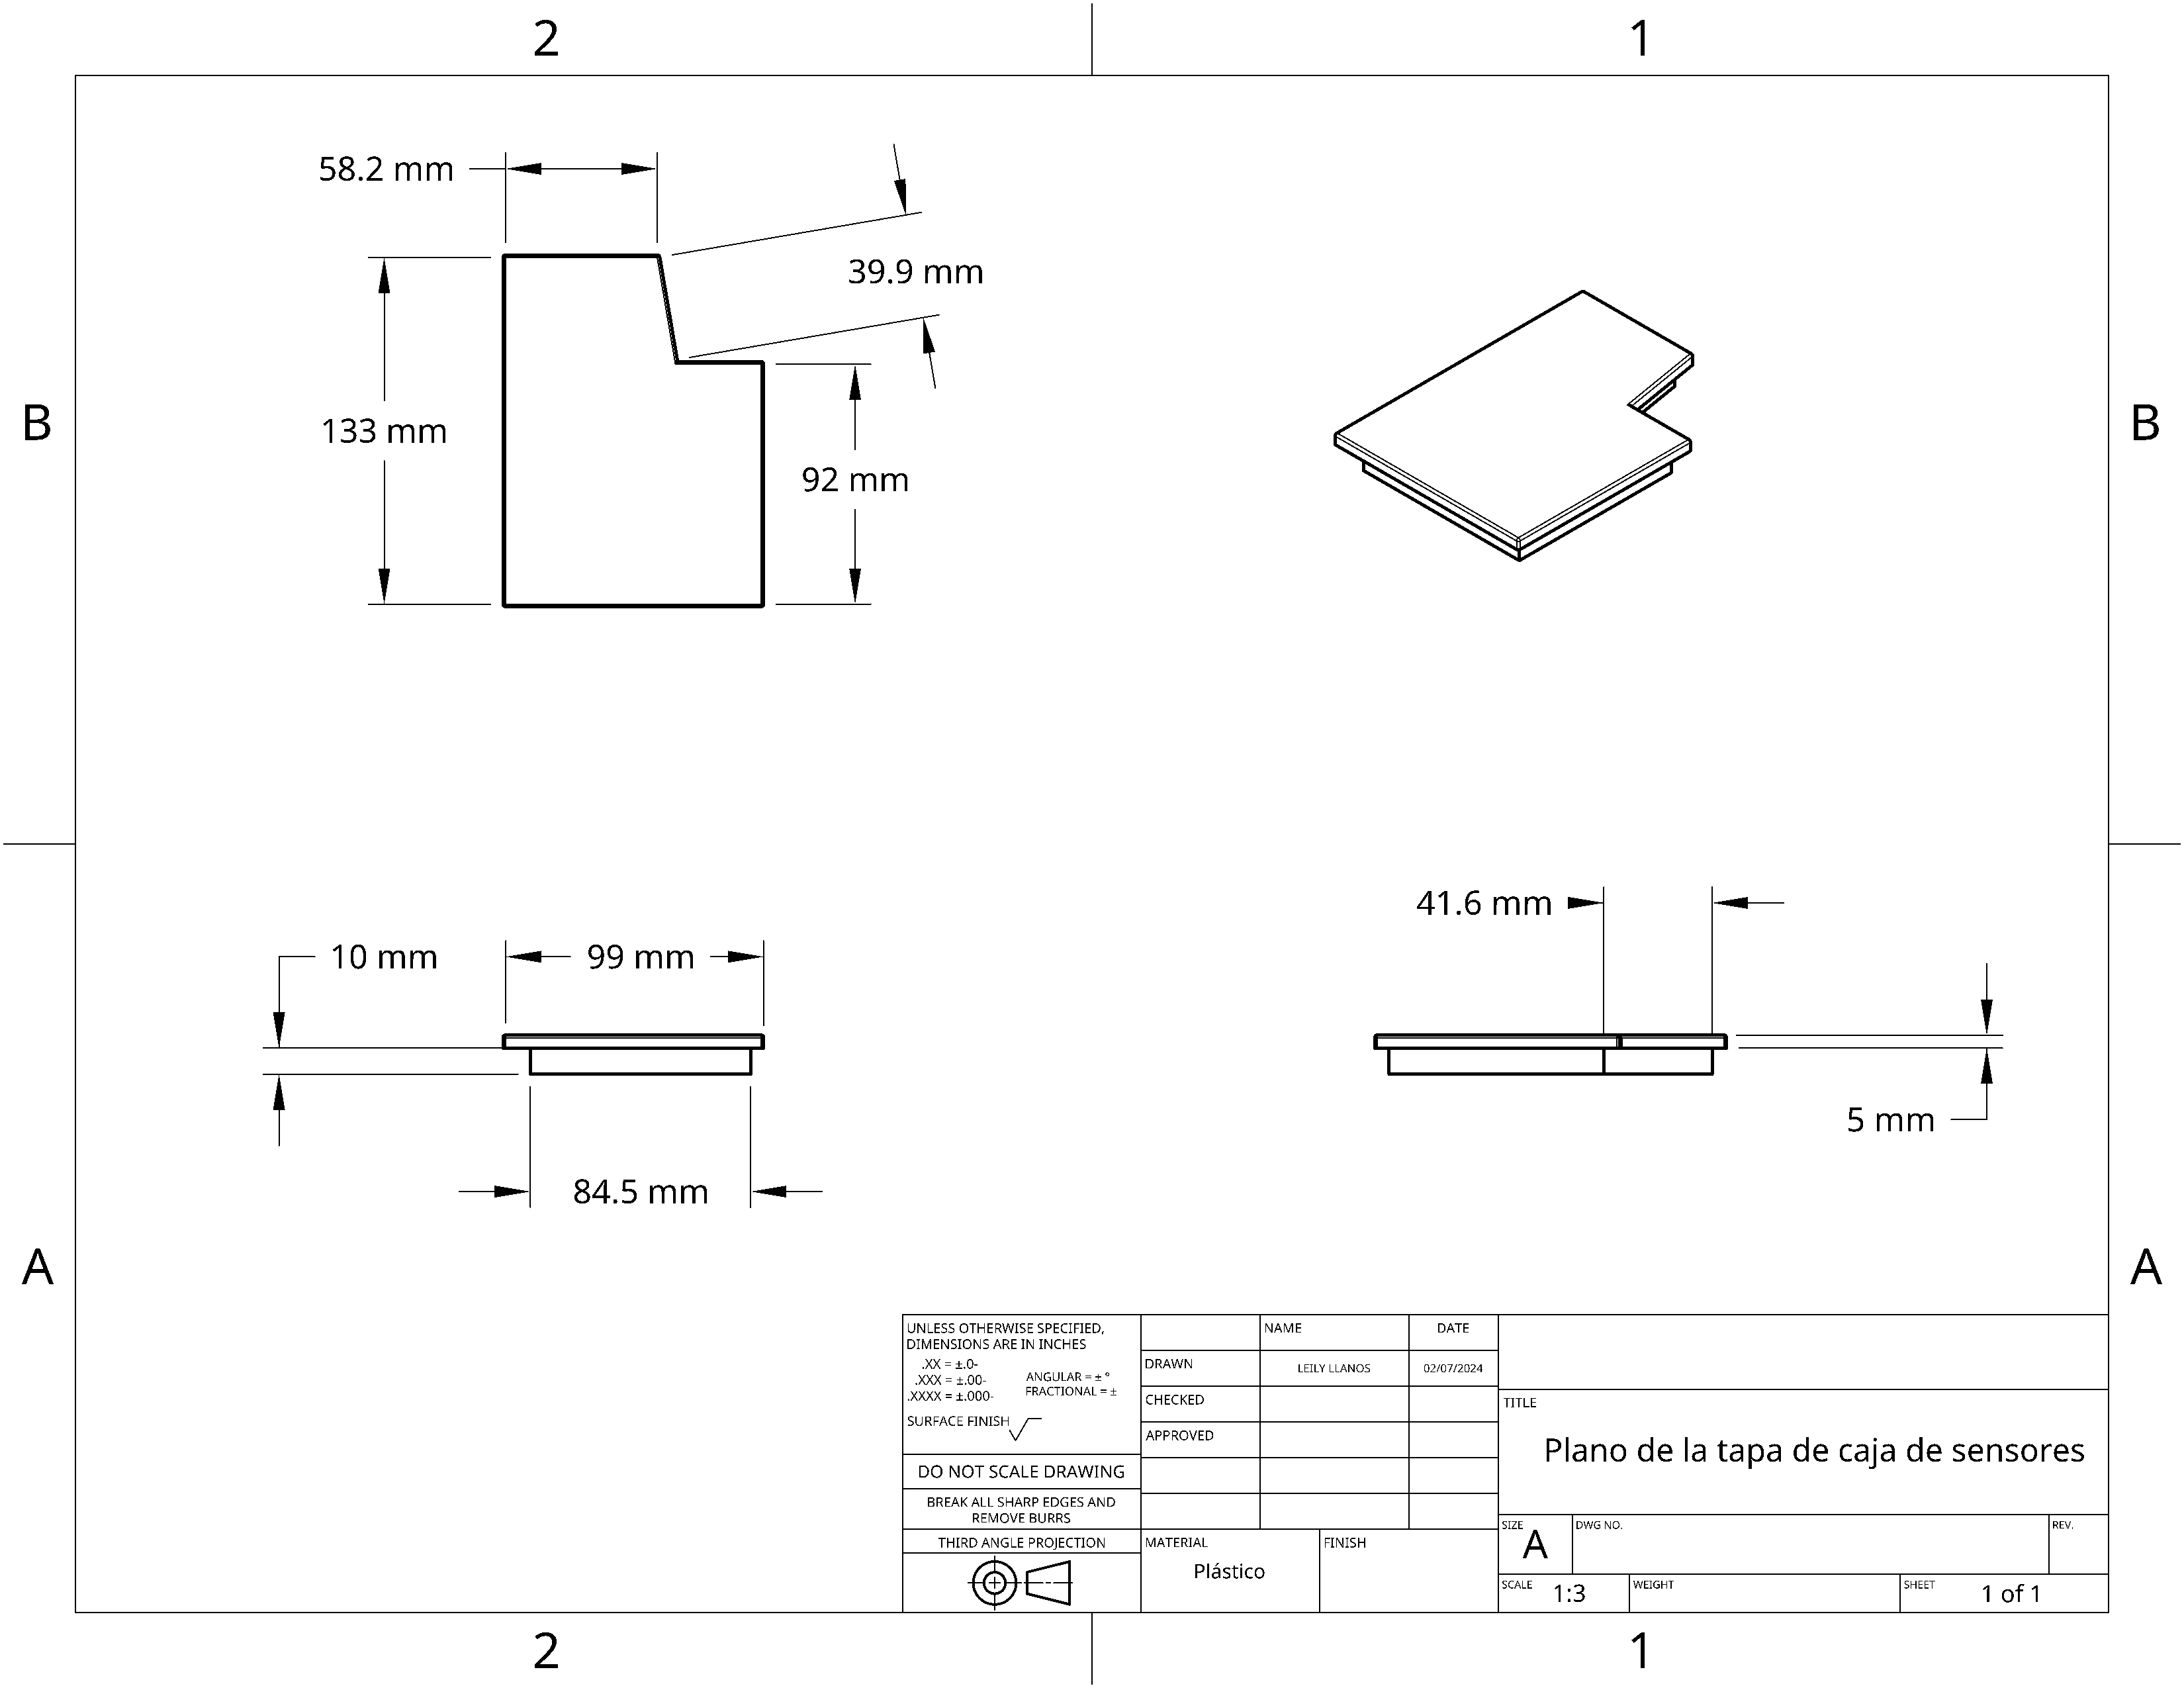 2
1
58.2 mm
39.9 mm
133 mm
92 mm
B
B
41.6 mm
10 mm
99 mm
5 mm
84.5 mm
A
A
UNLESS OTHERWISE SPECIFIED,
DIMENSIONS ARE IN INCHES
.XX = ±.0-
.XXX = ±.00-
.XXXX = ±.000-
ANGULAR = ± °
FRACTIONAL = ±
SURFACE FINISH
DO NOT SCALE DRAWING
BREAK ALL SHARP EDGES AND
REMOVE BURRS
THIRD ANGLE PROJECTION
NAME
DATE
DRAWN
LEILY LLANOS
02/07/2024
CHECKED
APPROVED
MATERIAL
Plástico
FINISH
TITLE
Plano de la tapa de caja de sensores
SIZE
A
DWG NO.
REV.
SCALE
1:3
WEIGHT
SHEET
1 of 1
2
1